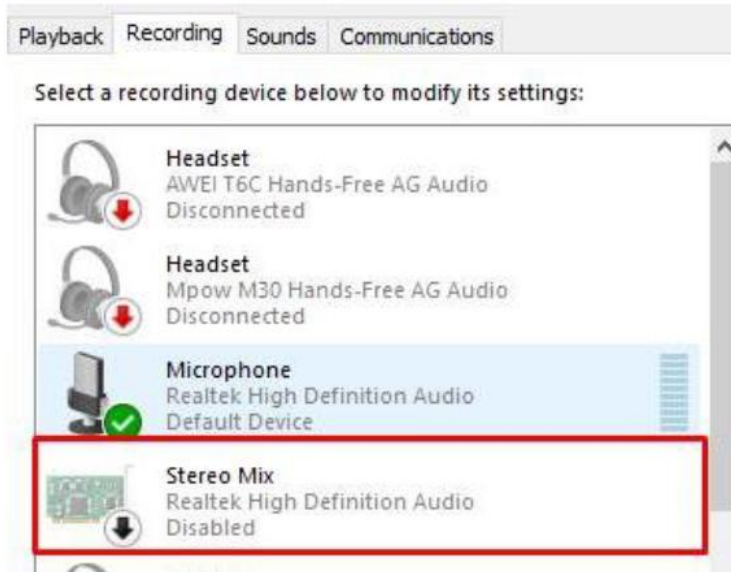 Playback Recording Sounds Communications
Select a recording device below to modify its settings:
Headset
AWEI T6C Hands-Free AG Audio
Disconnected
Headset
Mpow M30 Hands-Free AG Audio
Disconnected
Microphone
Realtek High Definition Audio
Default Device
Stereo Mix
Realtek High Definition Audio
Disabled